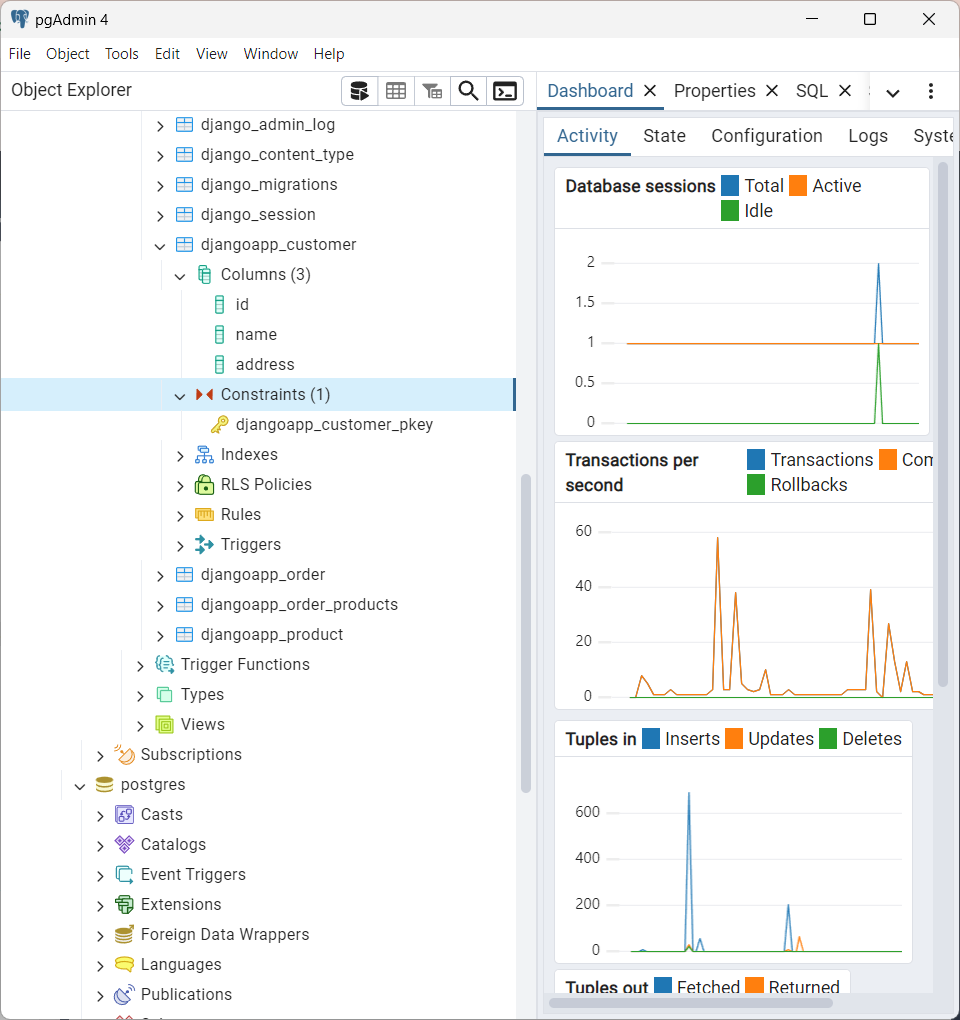 pgAdmin 4
File Object Tools Edit View Window Help
Object Explorer
django_admin_log
django_content_type
django_migrations
django_session
djangoapp_customer
Columns (3)
id
name
address
Constraints (1)
djangoapp_customer_pkey
Indexes
RLS Policies
Rules
Triggers
djangoapp_order
djangoapp_order_products
djangoapp_product
Trigger Functions
Types
Views
Subscriptions
postgres
Casts
Catalogs
Event Triggers
Extensions
Foreign Data Wrappers
Languages
Publications
Dashboard Properties SQL
Activity State Configuration Logs Syste
Database sessions Total Active
Idle
2
1.5
1
0.5
0
Transactions per Transactions Com
second Rollbacks
60
40
20
0
Tuples in Inserts Updates Deletes
600
400
200
0
Tuples out Fetched Returned